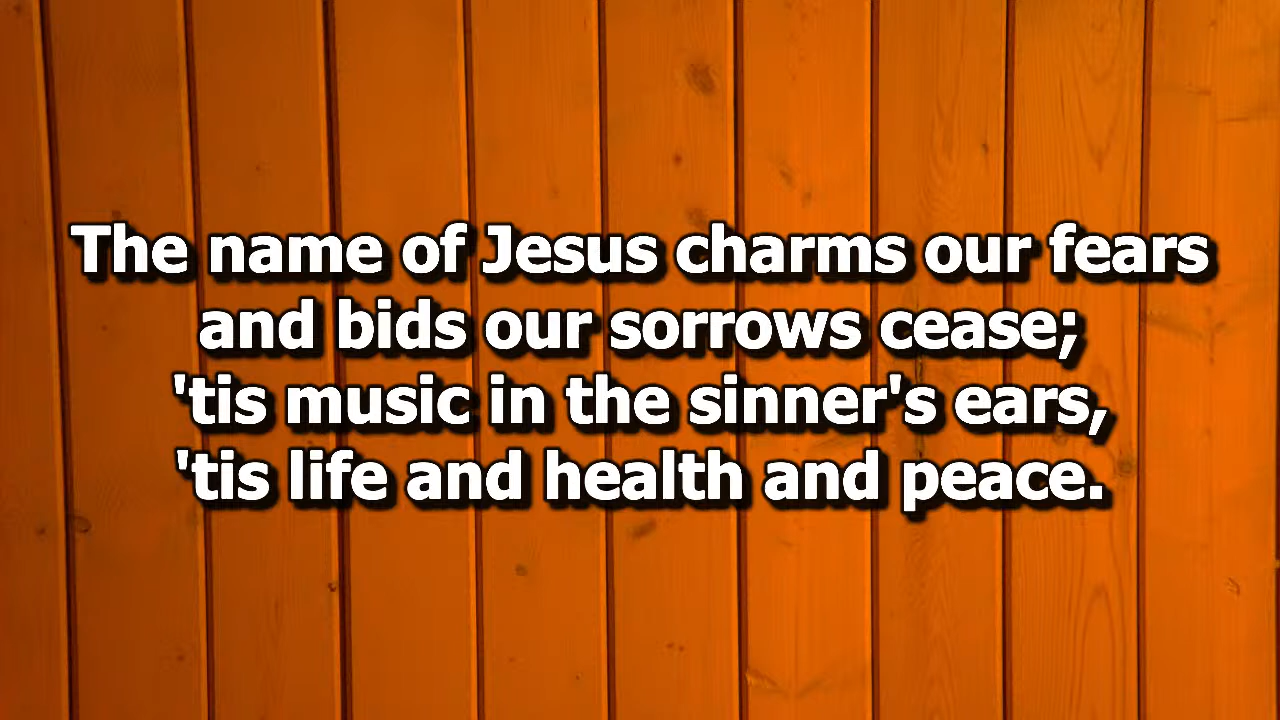 The name of Jesus charms our fears
and bids our sorrows cease;
'tis music in the sinner's ears,
'tis life and health and peace.